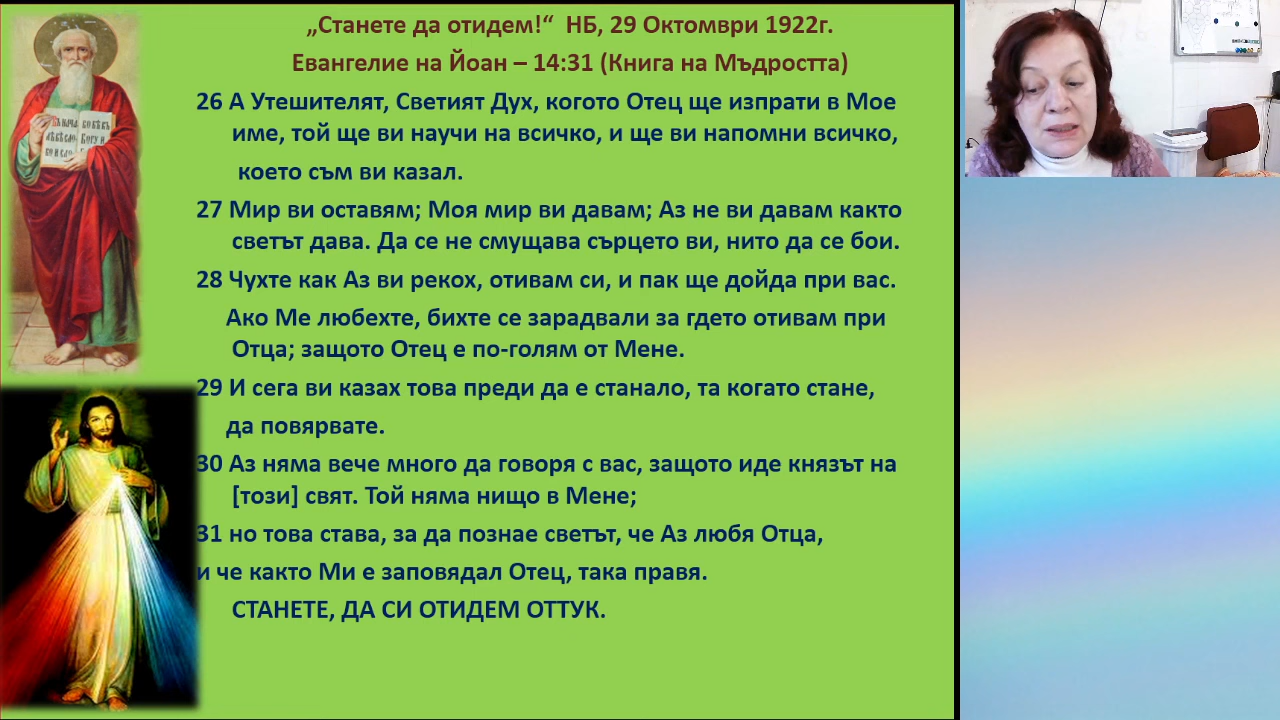 „Станете да отидем!“ НБ, 29 Октомври 1922г.
Евангелие на Йоан – 14:31 (Книга на Мъдростта)
26 А Утешителят, Светият Дух, когото Отец ще изпрати в Мое
име, той ще ви научи на всичко, и ще ви напомни всичко,
което съм ви казал.
27 Мир ви оставям; Моя мир ви давам; Аз не ви давам както
светът дава. Да се не смущава сърцето ви, нито да се бои.
28 Чухте как Аз ви рекох, отивам си, и пак ще дойда при вас.
Ако Ме любехте, бихте се зарадвали за гдето отивам при
Отца; защото Отец е по-голям от Мене.
29 И сега ви казах това преди да е станало, та когато стане,
да повярвате.
30 Аз няма вече много да говоря с вас, защото иде князът на
[този] свят. Той няма нищо в Мене;
31 но това става, за да познае светът, че Аз любя Отца,
и че както Ми е заповядал Отец, така правя.
СТАНЕТЕ, ДА СИ ОТИДЕМ ОТТУК.